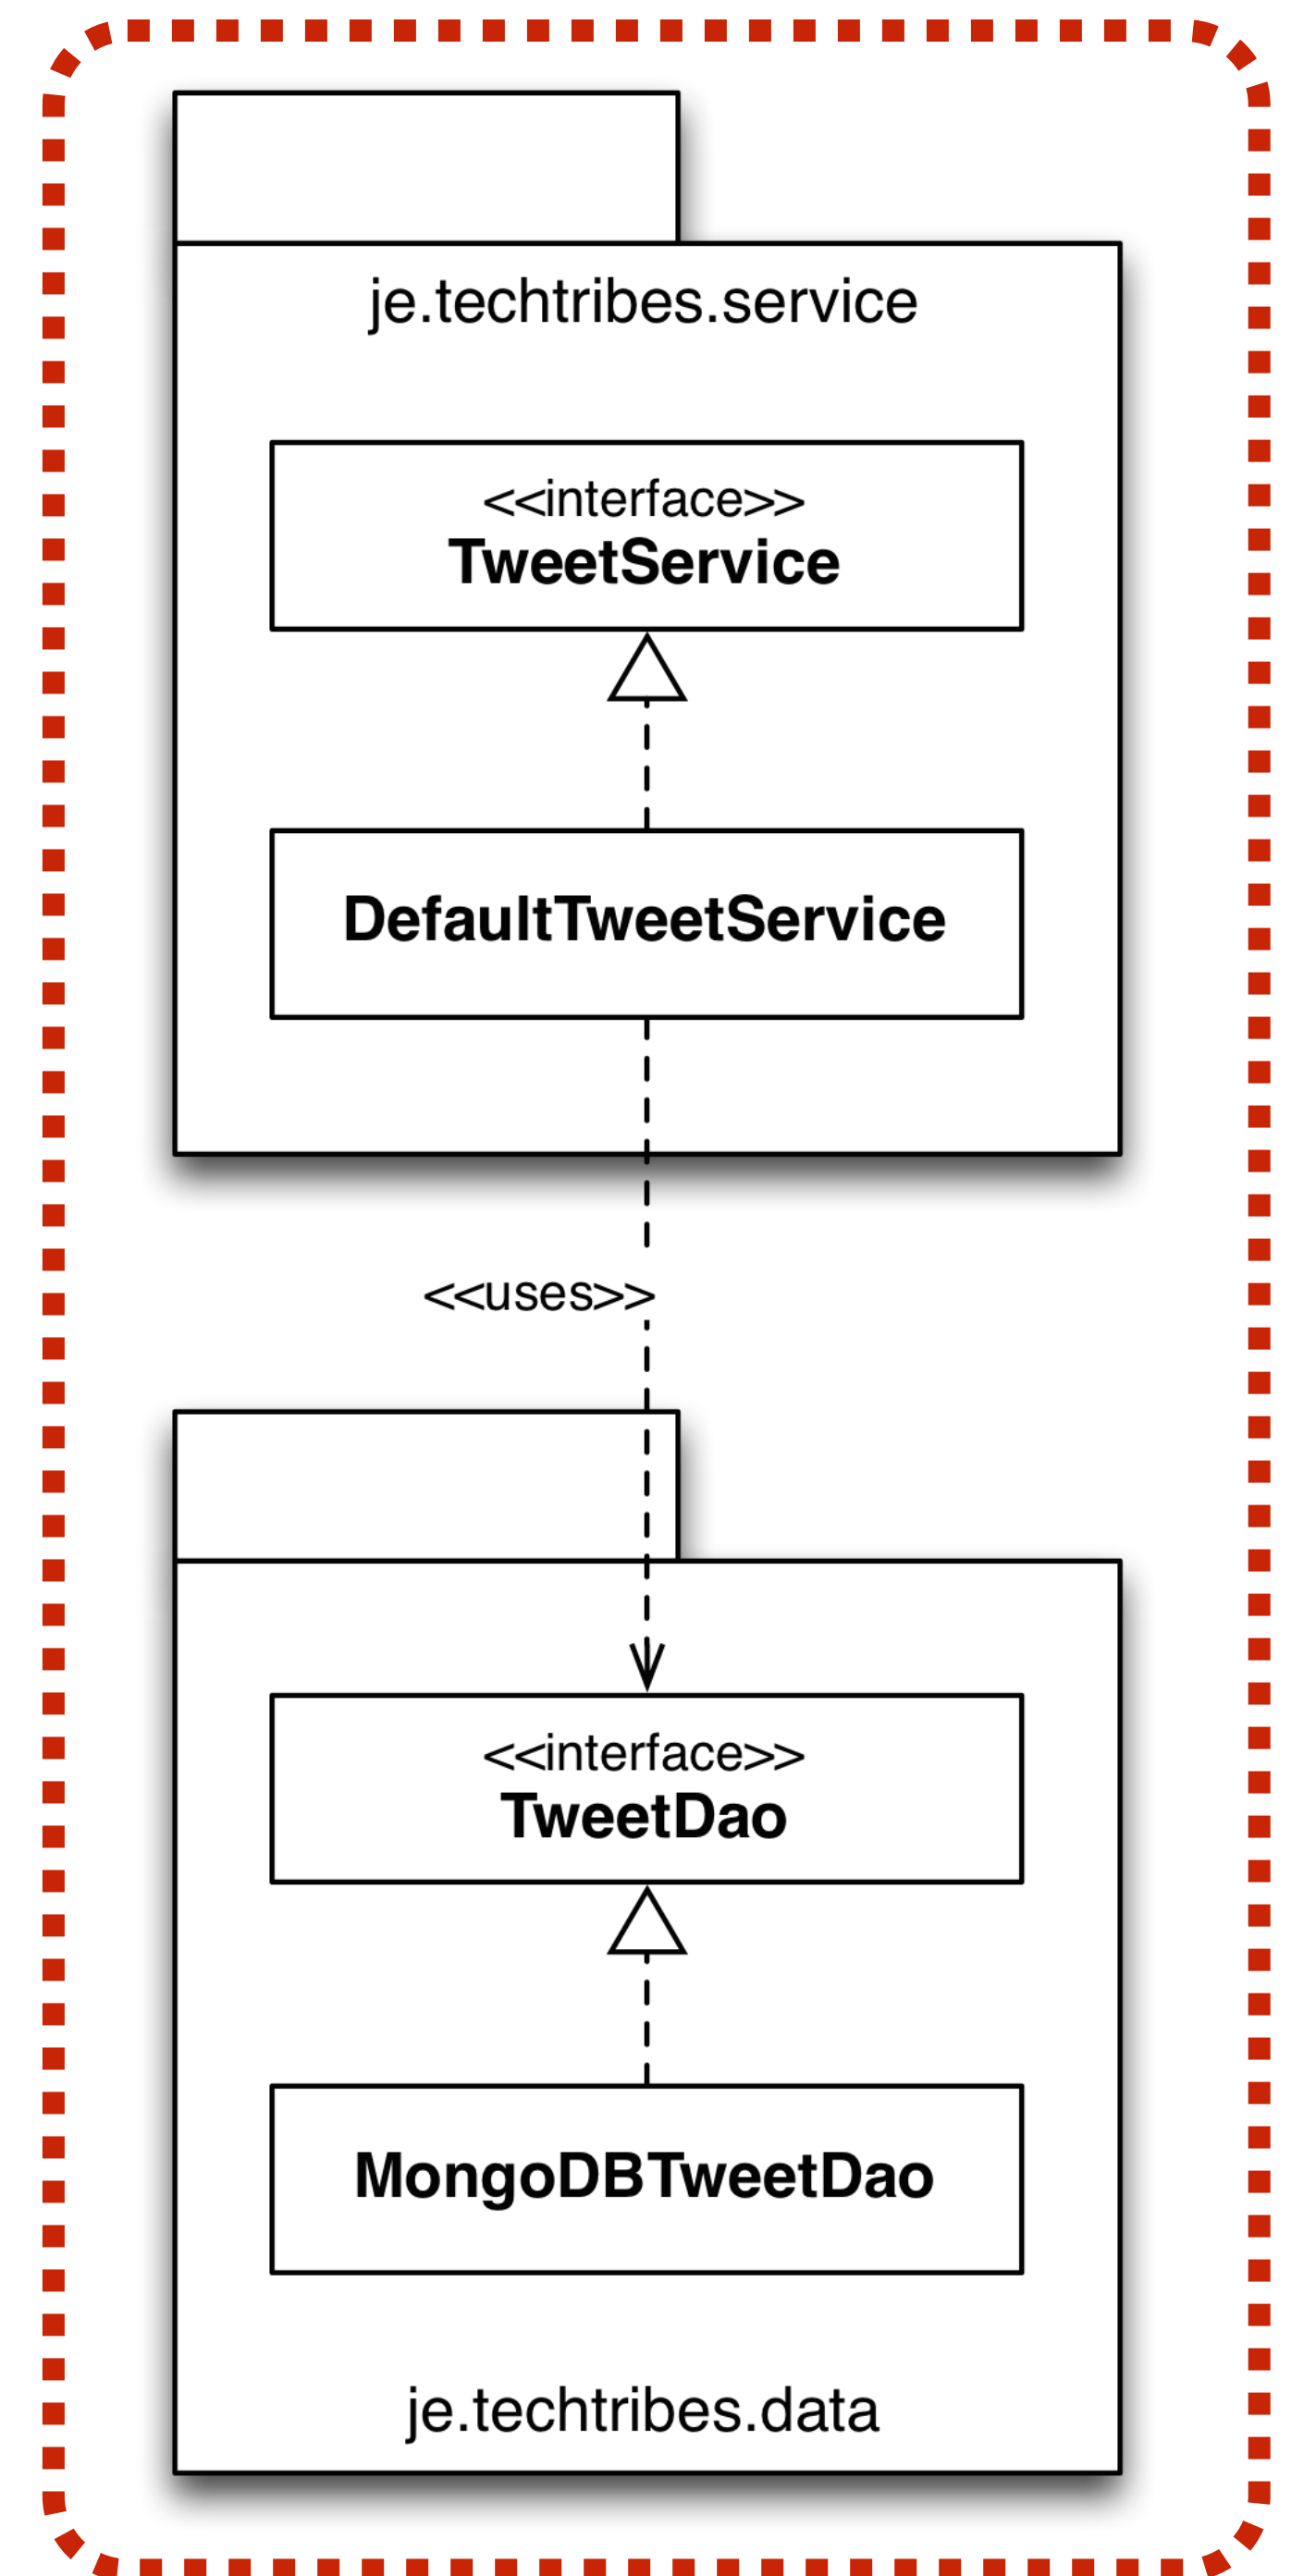 je.techtribes.service
<<interface>>
TweetService
DefaultTweetService
<<uses>>
<<interface>>
TweetDao
MongoDBTweetDao
je.techtribes.data